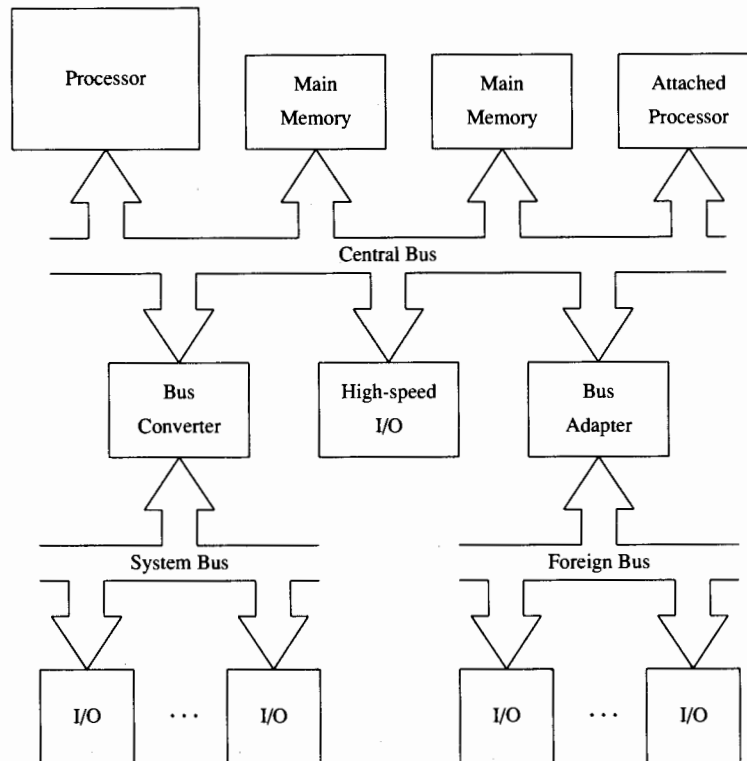 Processor
Main
Memory
Main
Memory
Attached
Processor
Central Bus
Bus
Converter
High-speed
I/O
Bus
Adapter
System Bus
Foreign Bus
I/O
. . .
I/O
I/O
. . .
I/O